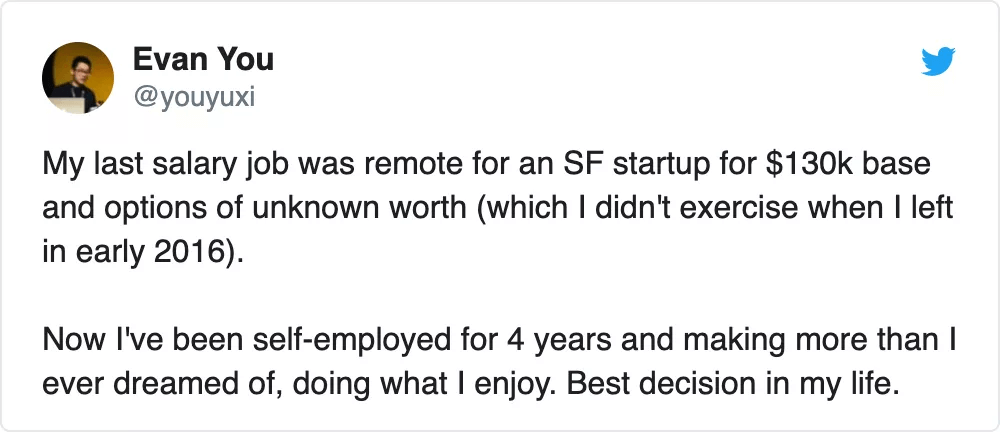 Evan You
@youyuxi
My last salary job was remote for an SF startup for $130k base
and options of unknown worth (which I didn't exercise when I left
in early 2016).
Now I've been self-employed for 4 years and making more than I
ever dreamed of, doing what I enjoy. Best decision in my life.